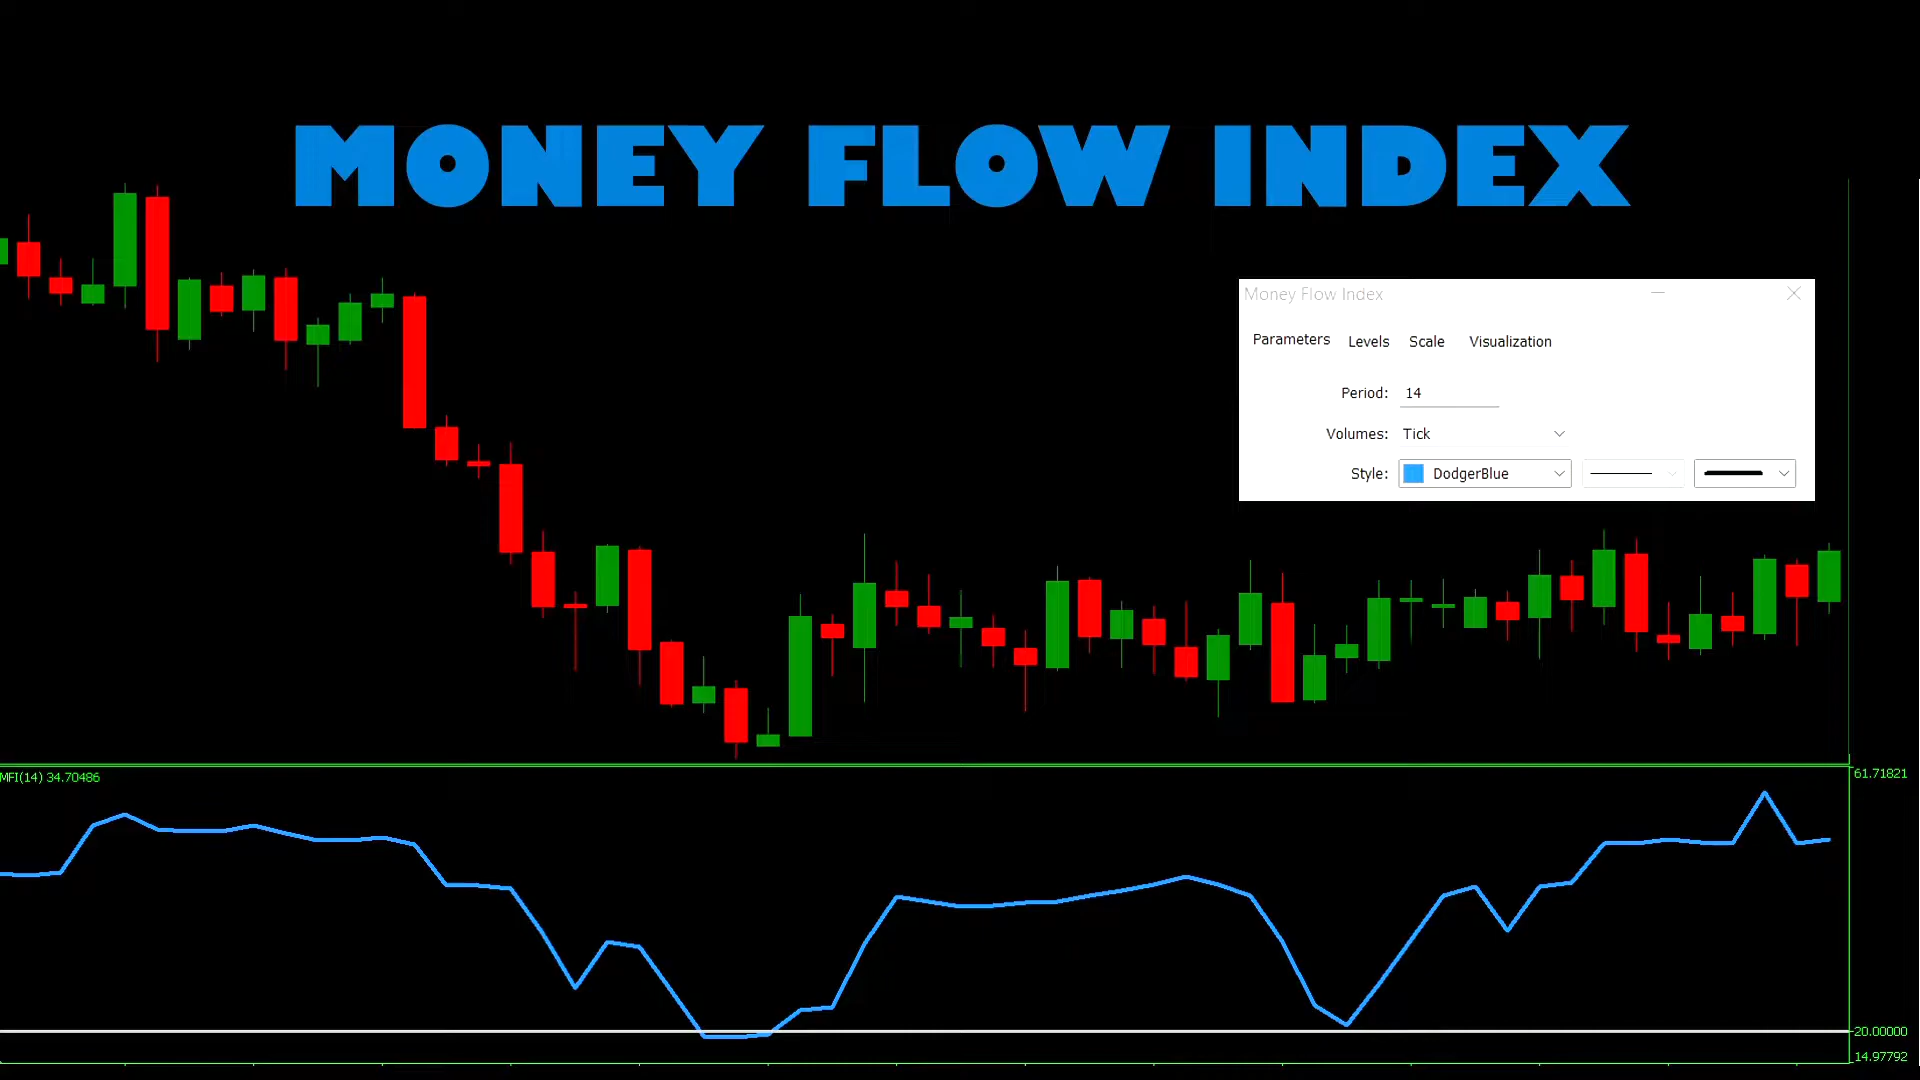 MONEY FLOW INDEX
Money Flow Index
Parameters Levels Scale Visualization
Period: 14
Volumes: Tick
Style: DodgerBlue
MFI(14) 34.70486
61.71821
20.00000
14.97792